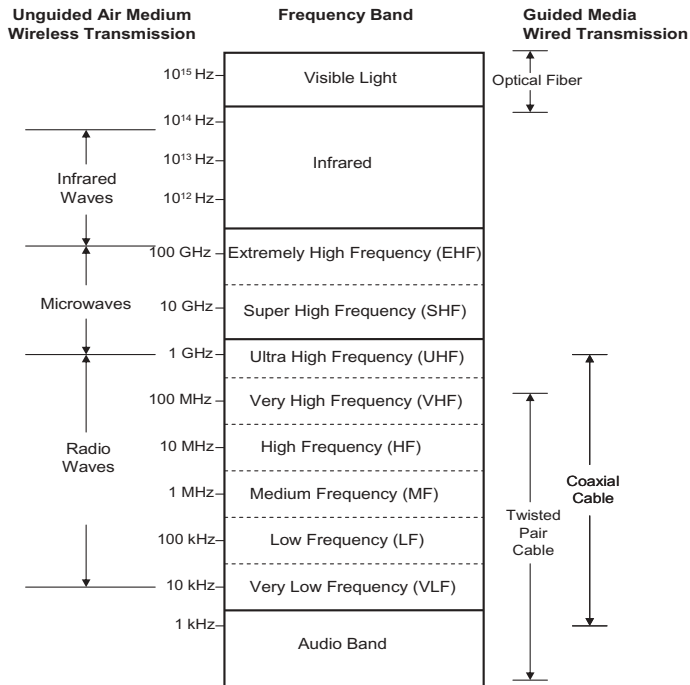 Unguided Air Medium
Wireless Transmission
Frequency Band
Guided Media
Wired Transmission
10¹⁵ Hz
Visible Light
Optical Fiber
10¹⁴ Hz
10¹³ Hz
Infrared
Infrared
Waves
10¹² Hz
100 GHz
Extremely High Frequency (EHF)
Microwaves
10 GHz
Super High Frequency (SHF)
1 GHz
Ultra High Frequency (UHF)
100 MHz
Very High Frequency (VHF)
Radio
Waves
10 MHz
High Frequency (HF)
1 MHz
Medium Frequency (MF)
Coaxial
Cable
Twisted
Pair
Cable
100 kHz
Low Frequency (LF)
10 kHz
Very Low Frequency (VLF)
1 kHz
Audio Band